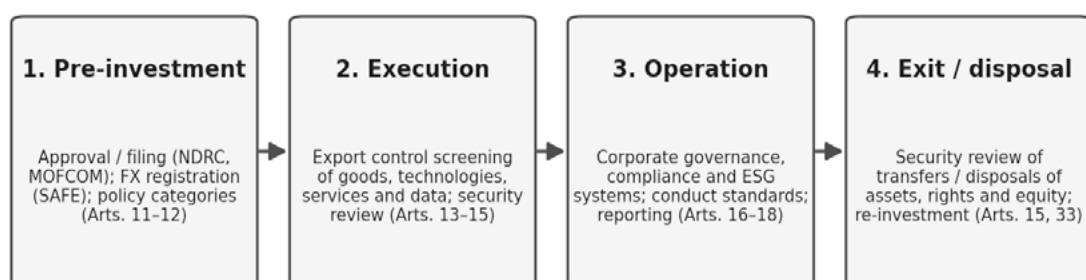 1. Pre-investment
Approval / filing (NDRC,
MOFCOM); FX registration
(SAFE); policy categories
(Arts. 11–12)
2. Execution
Export control screening
of goods, technologies,
services and data; security
review (Arts. 13–15)
3. Operation
Corporate governance,
compliance and ESG
systems; conduct standards;
reporting (Arts. 16–18)
4. Exit / disposal
Security review of
transfers / disposals of
assets, rights and equity;
re-investment (Arts. 15, 33)